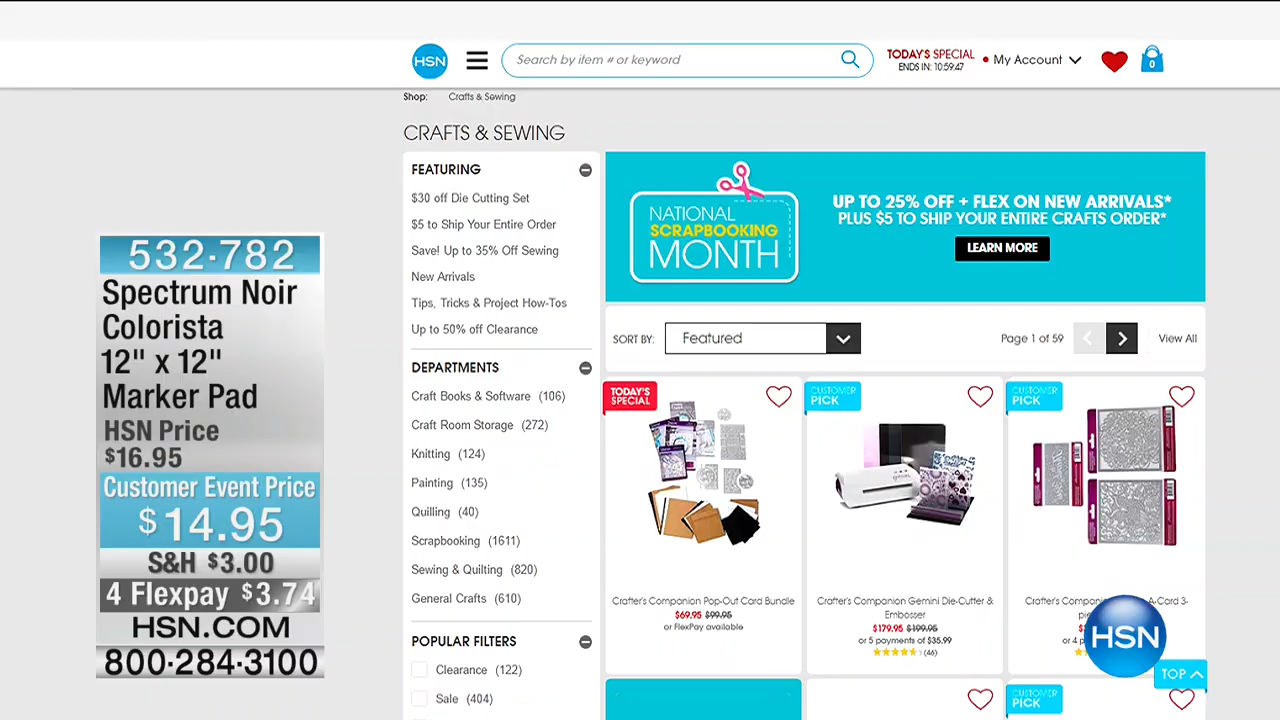 HSN
Search by item # or keyword
TODAY'S SPECIAL
ENDS IN: 10:59:47
My Account
0
Shop: Crafts & Sewing
CRAFTS & SEWING
532-782
Spectrum Noir
Colorista
12" x 12"
Marker Pad
HSN Price
$16.95
Customer Event Price
$14.95
S&H $3.00
4 Flexpay $3.74
HSN.COM
800-284-3100
FEATURING
$30 off Die Cutting Set
$5 to Ship Your Entire Order
Save! Up to 35% Off Sewing
New Arrivals
Tips, Tricks & Project How-Tos
Up to 50% off Clearance
DEPARTMENTS
Craft Books & Software (106)
Craft Room Storage (272)
Knitting (124)
Painting (135)
Quilling (40)
Scrapbooking (1611)
Sewing & Quilting (820)
General Crafts (610)
POPULAR FILTERS
Clearance (122)
Sale (404)
NATIONAL
SCRAPBOOKING
MONTH
UP TO 25% OFF + FLEX ON NEW ARRIVALS*
PLUS $5 TO SHIP YOUR ENTIRE CRAFTS ORDER*
LEARN MORE
SORT BY: Featured
Page 1 of 59
View All
TODAY'S
SPECIAL
Crafter's Companion Pop-Out Card Bundle
$69.95 $99.95
or FlexPay available
CUSTOMER
PICK
Crafter's Companion Gemini Die-Cutter &
Embosser
$179.95 $199.95
or 5 payments of $35.99
(46)
CUSTOMER
PICK
Crafter's A-Card 3-
or 4
HSN
TOP
CUSTOMER
PICK